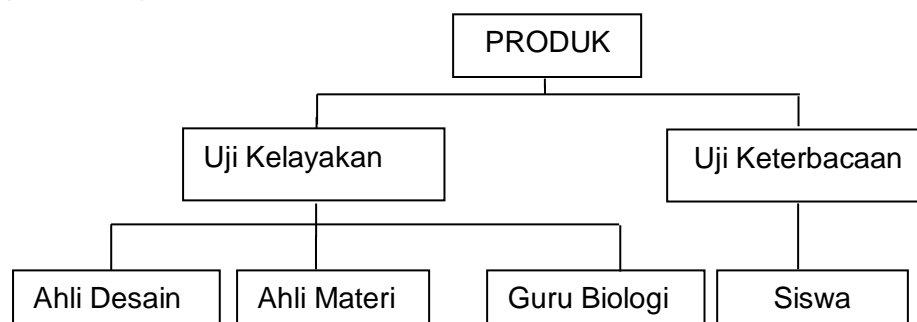 PRODUK
Uji Kelayakan
Uji Keterbacaan
Ahli Desain
Ahli Materi
Guru Biologi
Siswa